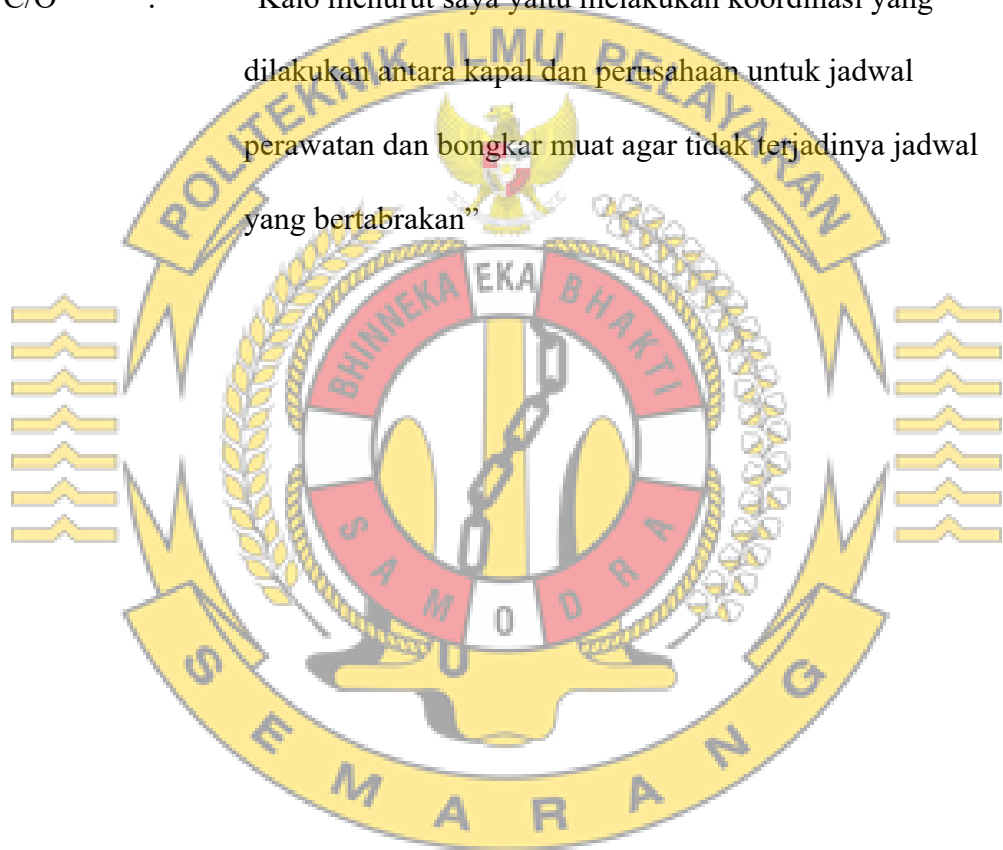 C/O : “Kalo menurut saya yaitu melakukan koordinasi yang
dilakukan antara kapal dan perusahaan untuk jadwal
perawatan dan bongkar muat agar tidak terjadinya jadwal
yang bertabrakan”
POLITEKNIK ILMU PELAYARAN
BHINNEKA EKA BHAKTI
SAMODRA
SEMARANG